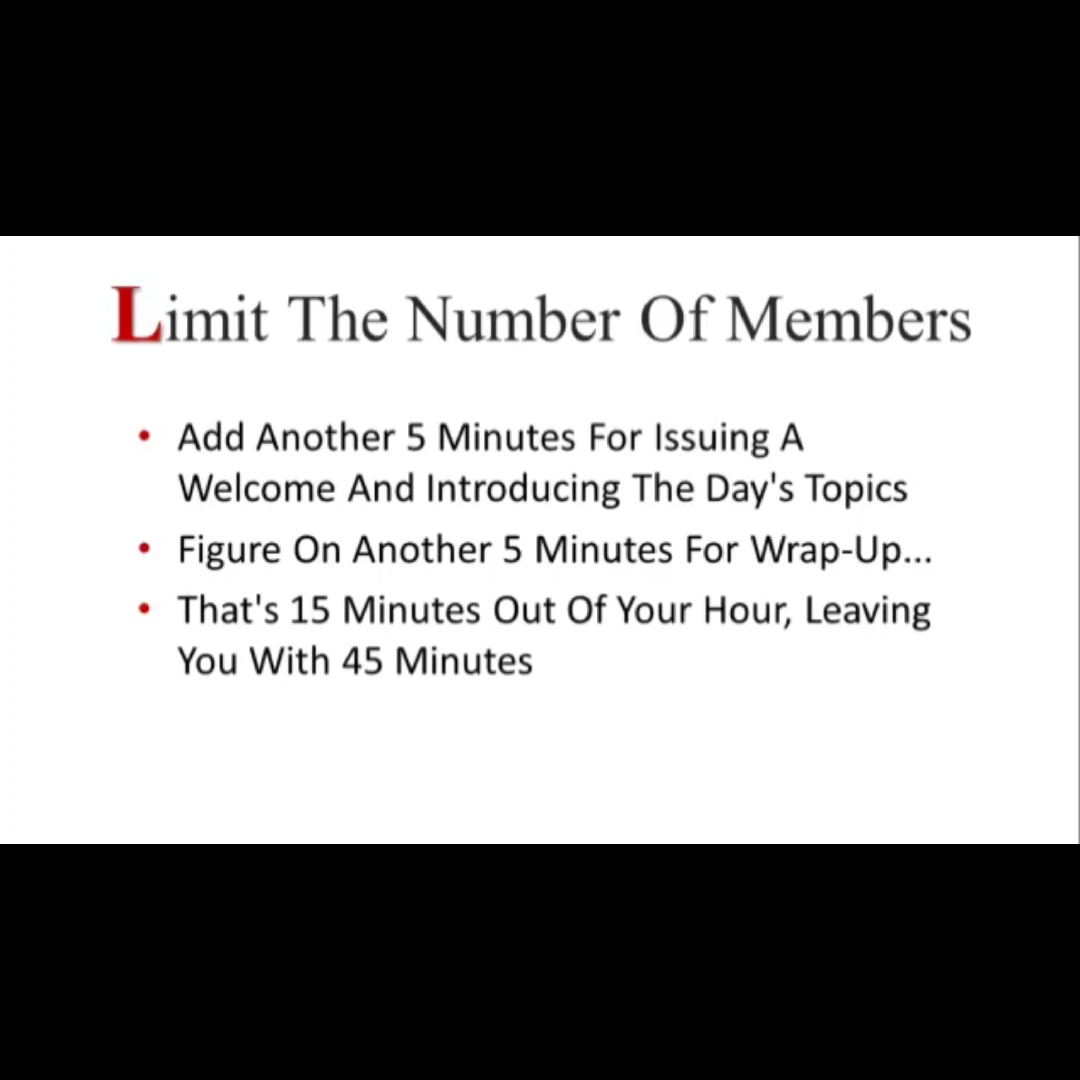 Limit The Number Of Members
• Add Another 5 Minutes For Issuing A
Welcome And Introducing The Day's Topics
• Figure On Another 5 Minutes For Wrap-Up...
• That's 15 Minutes Out Of Your Hour, Leaving
You With 45 Minutes